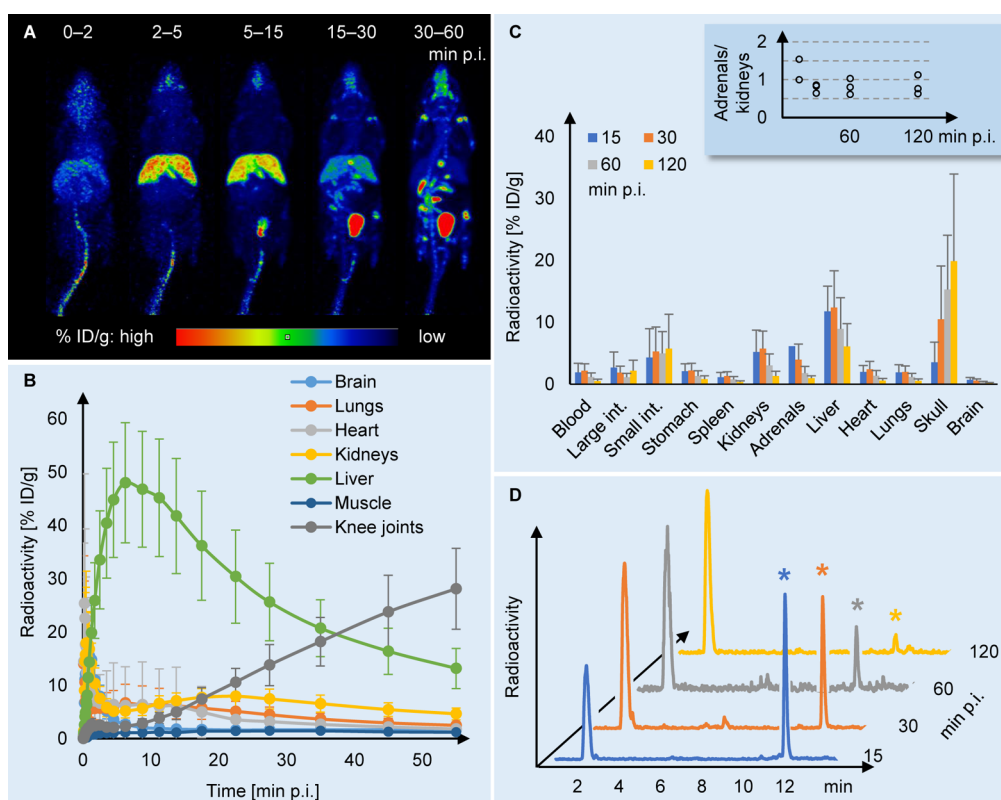 A
0–2 2–5 5–15 15–30 30–60
min p.i.
% ID/g: high low
B
Radioactivity [% ID/g]
60
50
40
30
20
10
0
0 10 20 30 40 50
Time [min p.i.]
Brain
Lungs
Heart
Kidneys
Liver
Muscle
Knee joints
C
Adrenals/
kidneys
2
1
0
60 120 min p.i.
Radioactivity [% ID/g]
40
30
20
10
0
15 30
60 120
min p.i.
Blood
Large int.
Small int.
Stomach
Spleen
Kidneys
Adrenals
Liver
Heart
Lungs
Skull
Brain
D
Radioactivity
* * * *
120
60
30
15
min p.i.
2 4 6 8 10 12 min